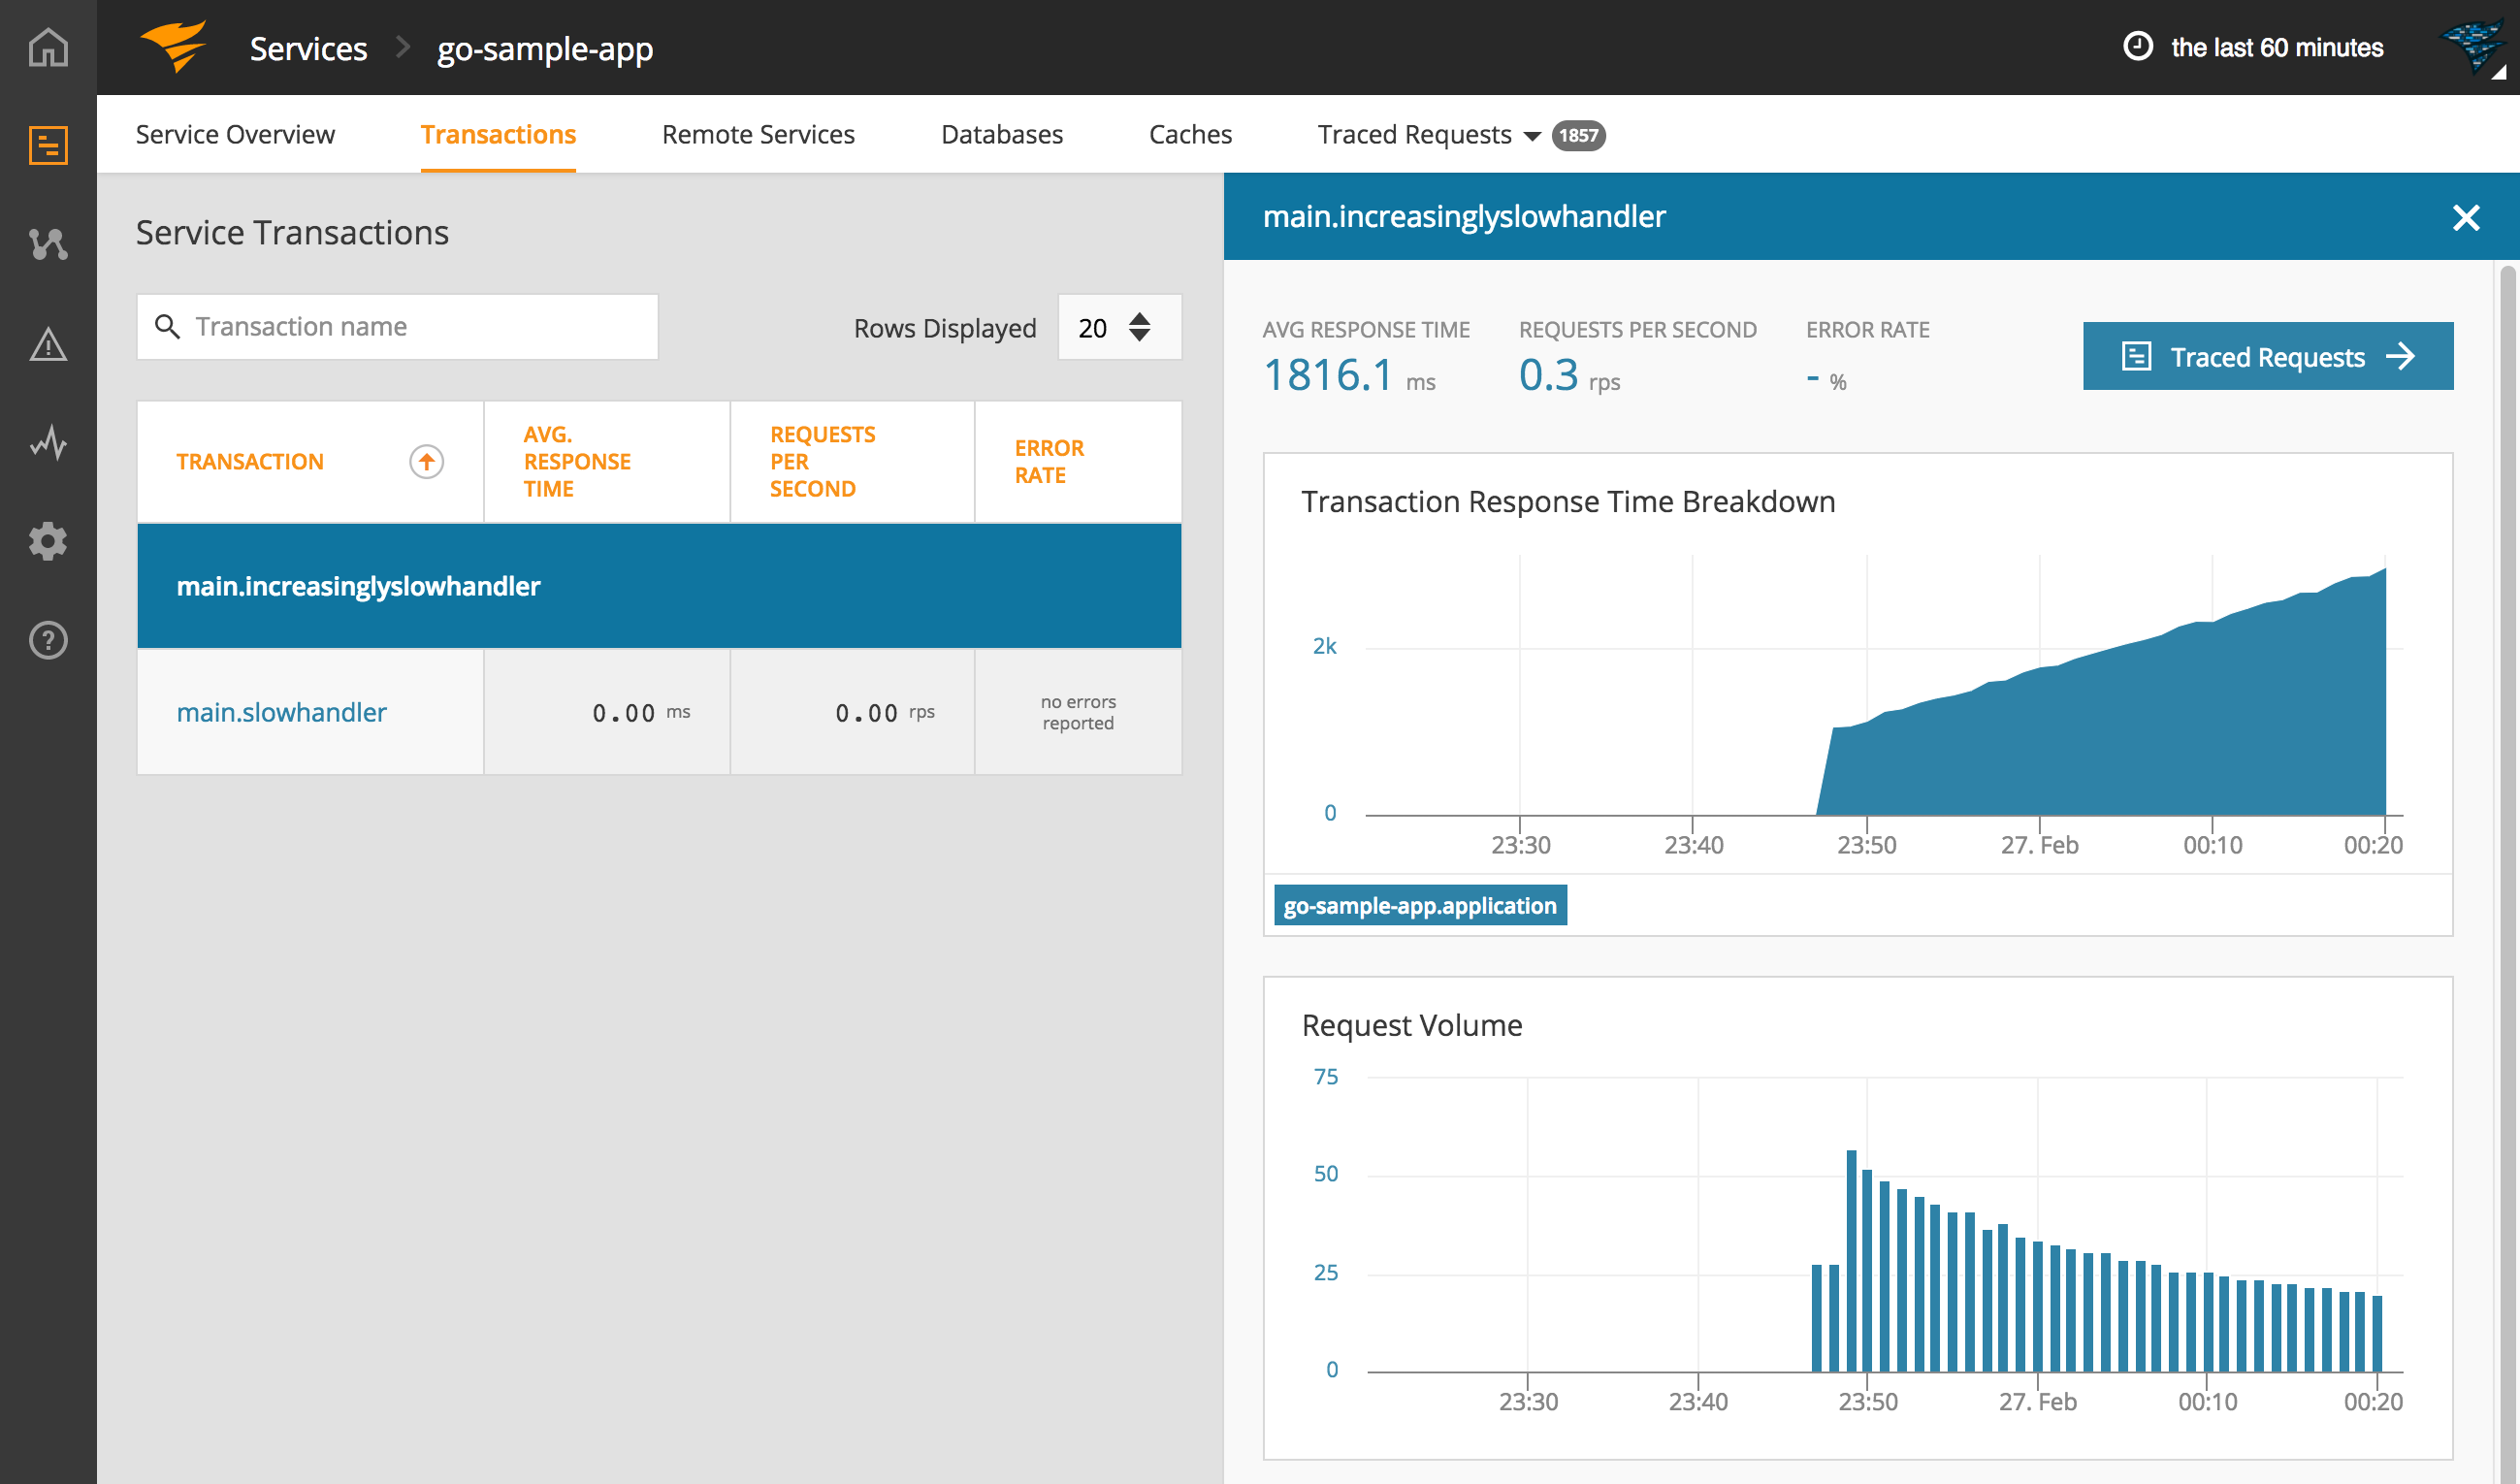 Services > go-sample-app
the last 60 minutes
Service Overview
Transactions
Remote Services
Databases
Caches
Traced Requests 1857
Service Transactions
Transaction name
Rows Displayed 20
TRANSACTION
AVG.
RESPONSE
TIME
REQUESTS
PER
SECOND
ERROR
RATE
main.increasinglyslowhandler
main.slowhandler
0.00 ms
0.00 rps
no errors
reported
main.increasinglyslowhandler
AVG RESPONSE TIME
1816.1 ms
REQUESTS PER SECOND
0.3 rps
ERROR RATE
- %
Traced Requests
Transaction Response Time Breakdown
2k
0
23:30 23:40 23:50 27. Feb 00:10 00:20
go-sample-app.application
Request Volume
75
50
25
0
23:30 23:40 23:50 27. Feb 00:10 00:20